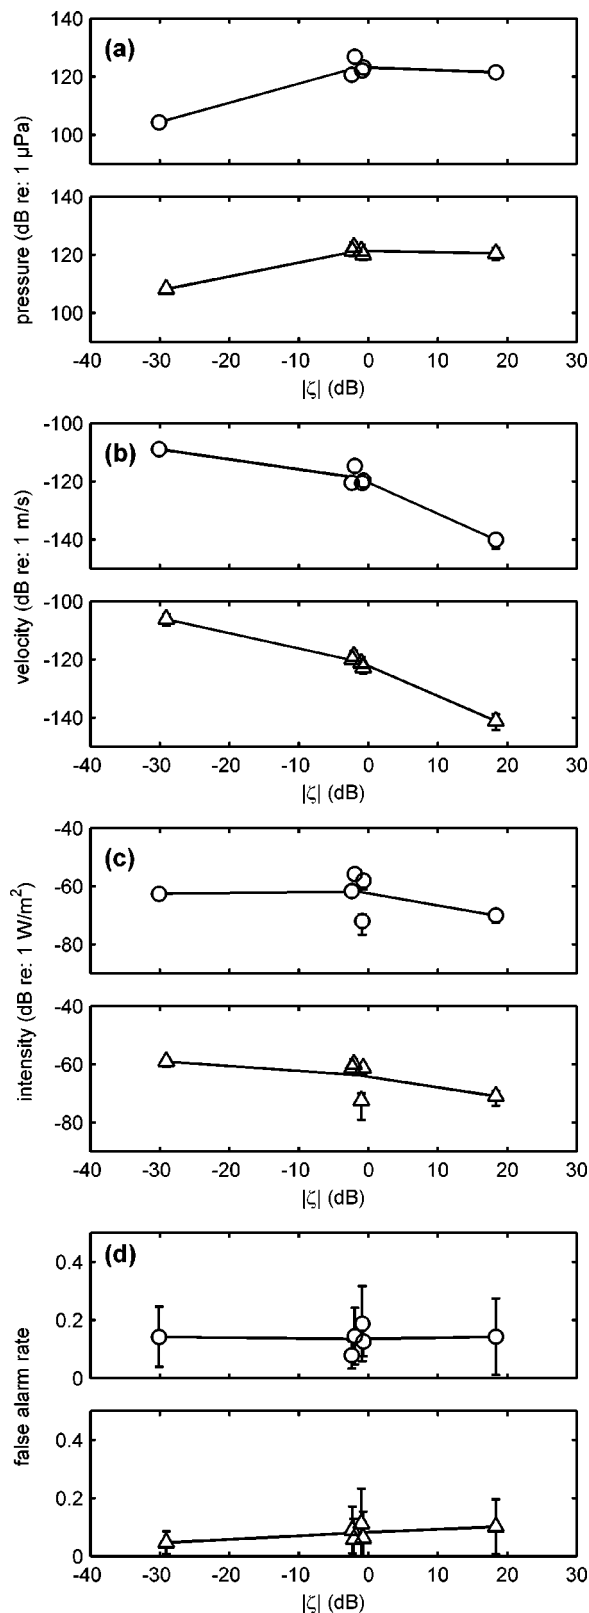 (a)
140
120
100
140
120
100
-40 -30 -20 -10 0 10 20 30
|ζ| (dB)
pressure (dB re: 1 μPa)
(b)
-100
-120
-140
-100
-120
-140
-40 -30 -20 -10 0 10 20 30
|ζ| (dB)
velocity (dB re: 1 m/s)
(c)
-40
-60
-80
-40
-60
-80
-40 -30 -20 -10 0 10 20 30
|ζ| (dB)
intensity (dB re: 1 W/m²)
(d)
0.4
0.2
0
0.4
0.2
0
-40 -30 -20 -10 0 10 20 30
|ζ| (dB)
false alarm rate